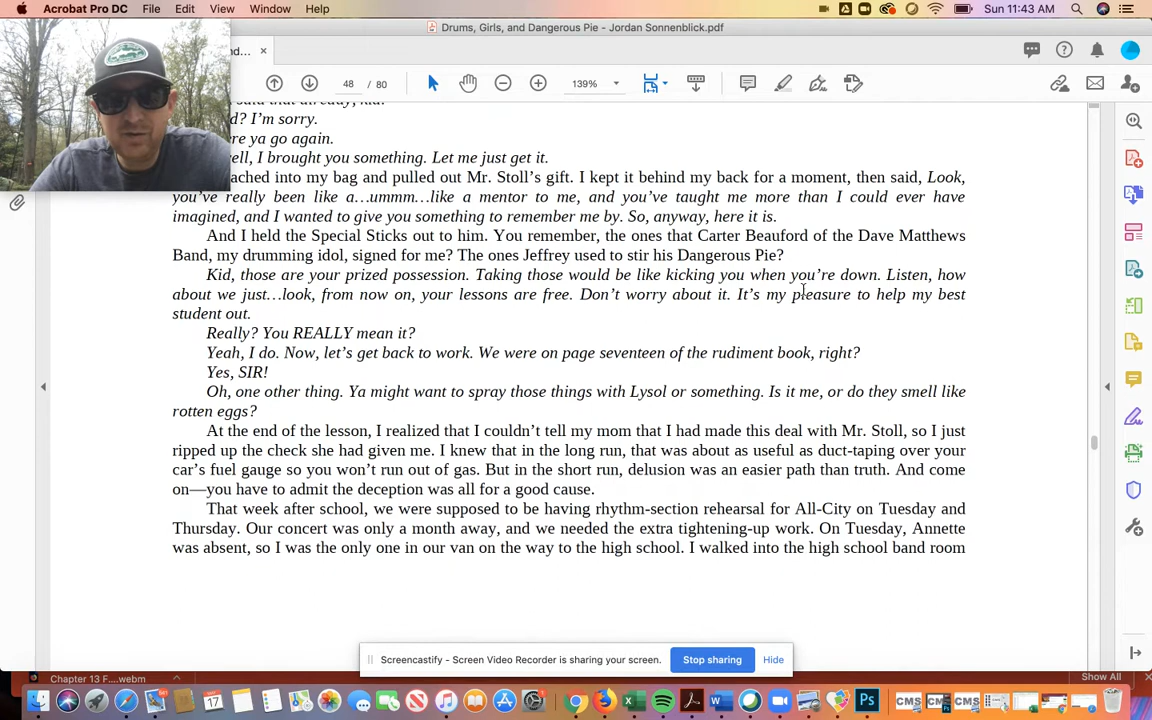 Acrobat Pro DC File Edit View Window Help Sun 11:43 AM
Drums, Girls, and Dangerous Pie - Jordan Sonnenblick.pdf
nd...
48 / 80 139%
said that already, kid.
d? I’m sorry.
ere ya go again.
ell, I brought you something. Let me just get it.
ached into my bag and pulled out Mr. Stoll’s gift. I kept it behind my back for a moment, then said, Look,
you’ve really been like a…ummm…like a mentor to me, and you’ve taught me more than I could ever have
imagined, and I wanted to give you something to remember me by. So, anyway, here it is.
And I held the Special Sticks out to him. You remember, the ones that Carter Beauford of the Dave Matthews
Band, my drumming idol, signed for me? The ones Jeffrey used to stir his Dangerous Pie?
Kid, those are your prized possession. Taking those would be like kicking you when you’re down. Listen, how
about we just…look, from now on, your lessons are free. Don’t worry about it. It’s my pleasure to help my best
student out.
Really? You REALLY mean it?
Yeah, I do. Now, let’s get back to work. We were on page seventeen of the rudiment book, right?
Yes, SIR!
Oh, one other thing. Ya might want to spray those things with Lysol or something. Is it me, or do they smell like
rotten eggs?
At the end of the lesson, I realized that I couldn’t tell my mom that I had made this deal with Mr. Stoll, so I just
ripped up the check she had given me. I knew that in the long run, that was about as useful as duct-taping over your
car’s fuel gauge so you won’t run out of gas. But in the short run, delusion was an easier path than truth. And come
on—you have to admit the deception was all for a good cause.
That week after school, we were supposed to be having rhythm-section rehearsal for All-City on Tuesday and
Thursday. Our concert was only a month away, and we needed the extra tightening-up work. On Tuesday, Annette
was absent, so I was the only one in our van on the way to the high school. I walked into the high school band room
Screencastify - Screen Video Recorder is sharing your screen. Stop sharing Hide
Chapter 13 F....webm Show All